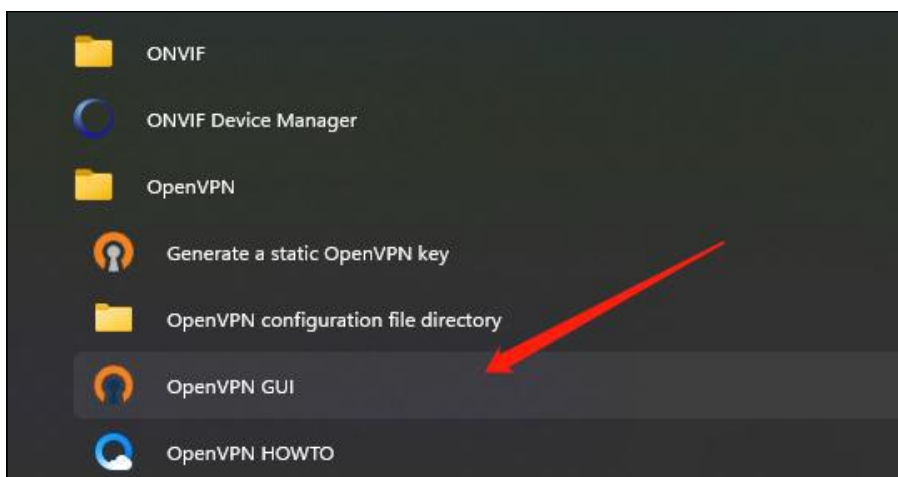 ONVIF
ONVIF Device Manager
OpenVPN
Generate a static OpenVPN key
OpenVPN configuration file directory
OpenVPN GUI
OpenVPN HOWTO